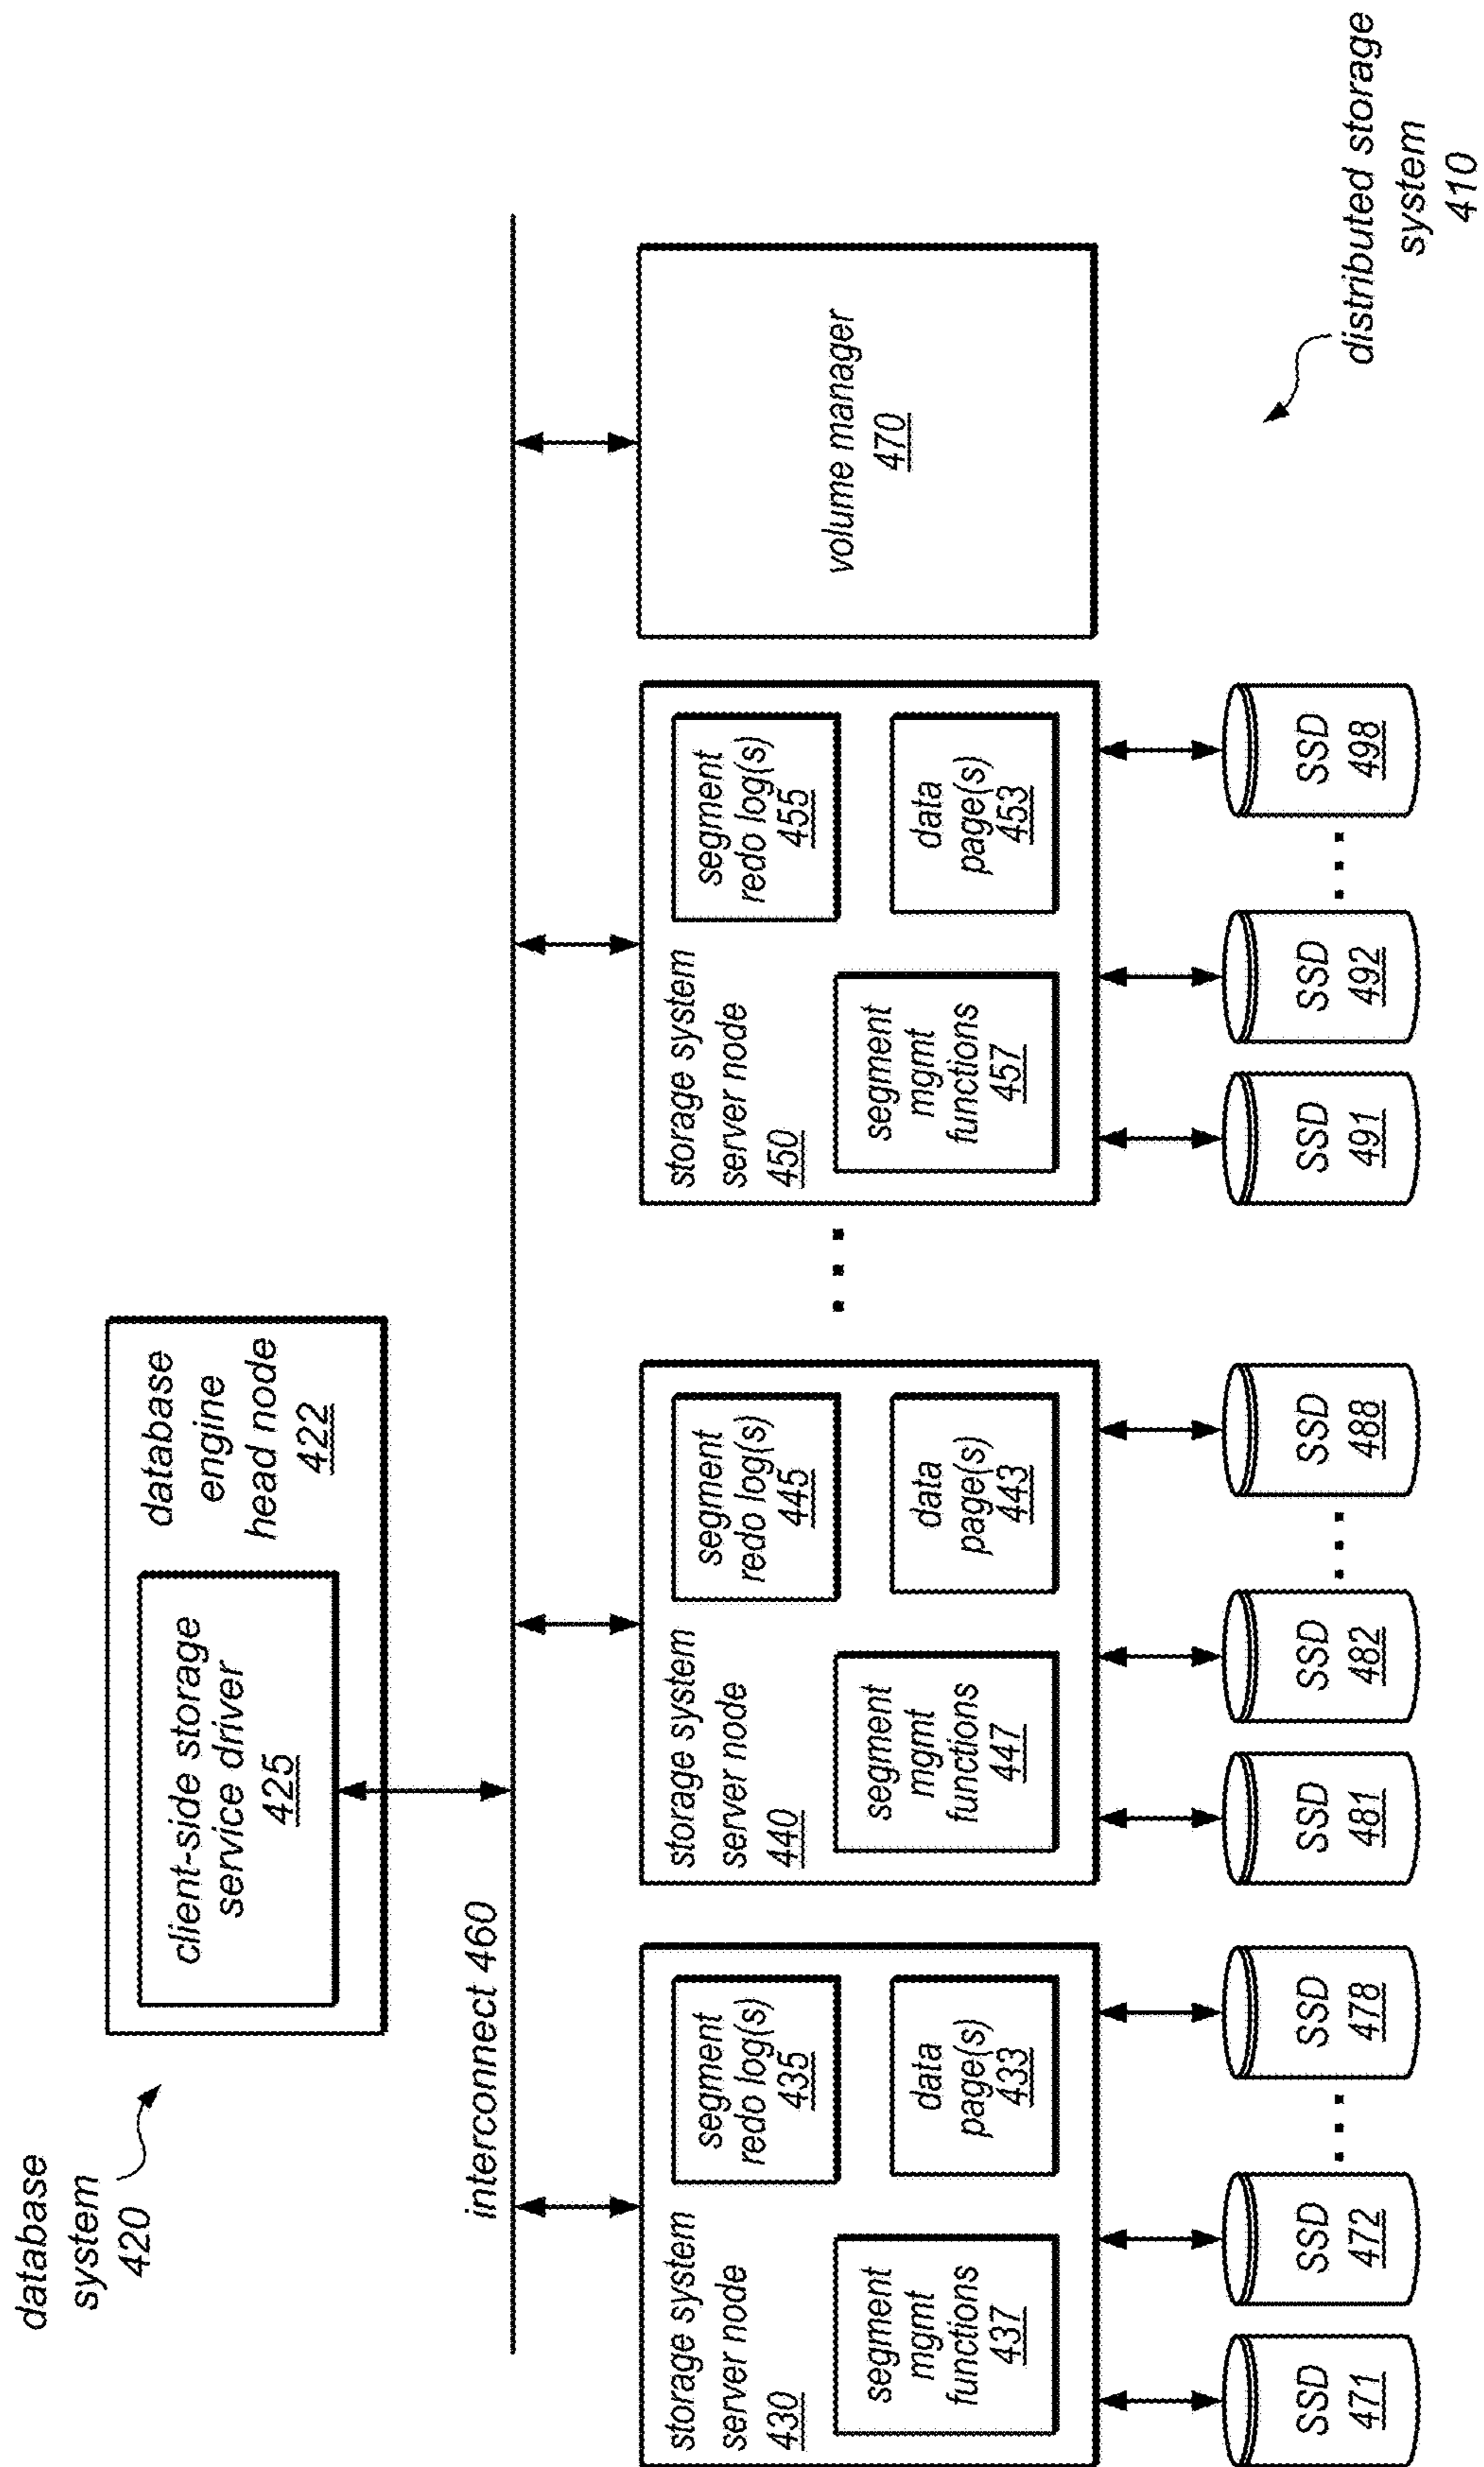 database
system
420
database
engine
head node
422
client-side storage
service driver
425
interconnect 460
storage system
server node
430
segment
redo log(s)
435
segment
mgmt
functions
437
data
page(s)
433
storage system
server node
440
segment
redo log(s)
445
segment
mgmt
functions
447
data
page(s)
443
storage system
server node
450
segment
redo log(s)
455
segment
mgmt
functions
457
data
page(s)
453
volume manager
470
SSD
471
SSD
472
SSD
478
SSD
481
SSD
482
SSD
488
SSD
491
SSD
492
SSD
498
distributed storage
system
410